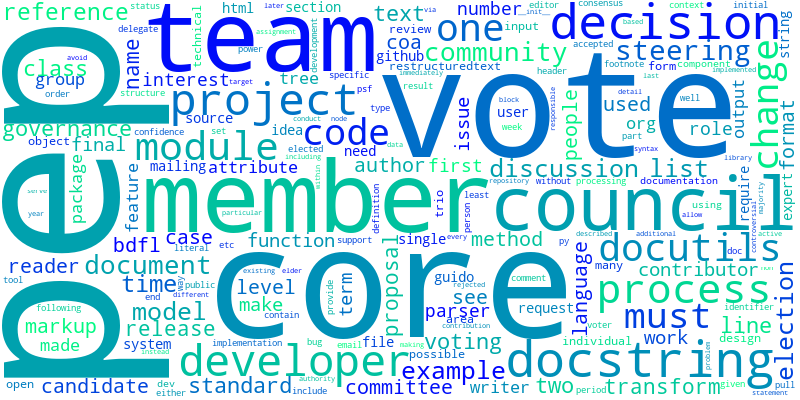 pep
vote
core
member
council
team
decision
project
developer
docstring
docutils
process
code
module
one
community
steering
change
must
document
reference
class
group
governance
final
package
object
name
interest
source
idea
mailing
attribute
feature
bdfl
case
reader
time
model
release
level
make
markup
made
candidate
standard
system
function
term
committee
example
parser
voting
see
method
proposal
guido
language
contributor
request
work
line
election
transform
two
writer
discussion
list
author
first
people
issue
used
org
role
output
format
string
number
text
section
html
tree
coa
github
restructuredtext
review
user
need
type
psf
result
input
editor
consensus
via
__init__
context
initial
based
accepted
component
footnote
form
last
implemented
header
target
immediately
specific
power
development
assignment
later
status
delegate
avoid
technical
structure
order
confidence
set
elected
conduct
node
data
week
block
detail
well
part
syntax
responsible
expert
require
library
documentation
without
processing
using
allow
majority
controversial
active
additional
described
repository
particular
within
including
literal
etc
definition
support
trio
person
least
single
every
py
doc
many
area
file
possible
comment
rejected
provide
existing
elder
contain
public
different
end
year
serve
tool
following
implementation
bug
email
making
contribution
individual
identifier
design
voter
problem
given
pull
statement
period
include
authority
instead
either
dev
open